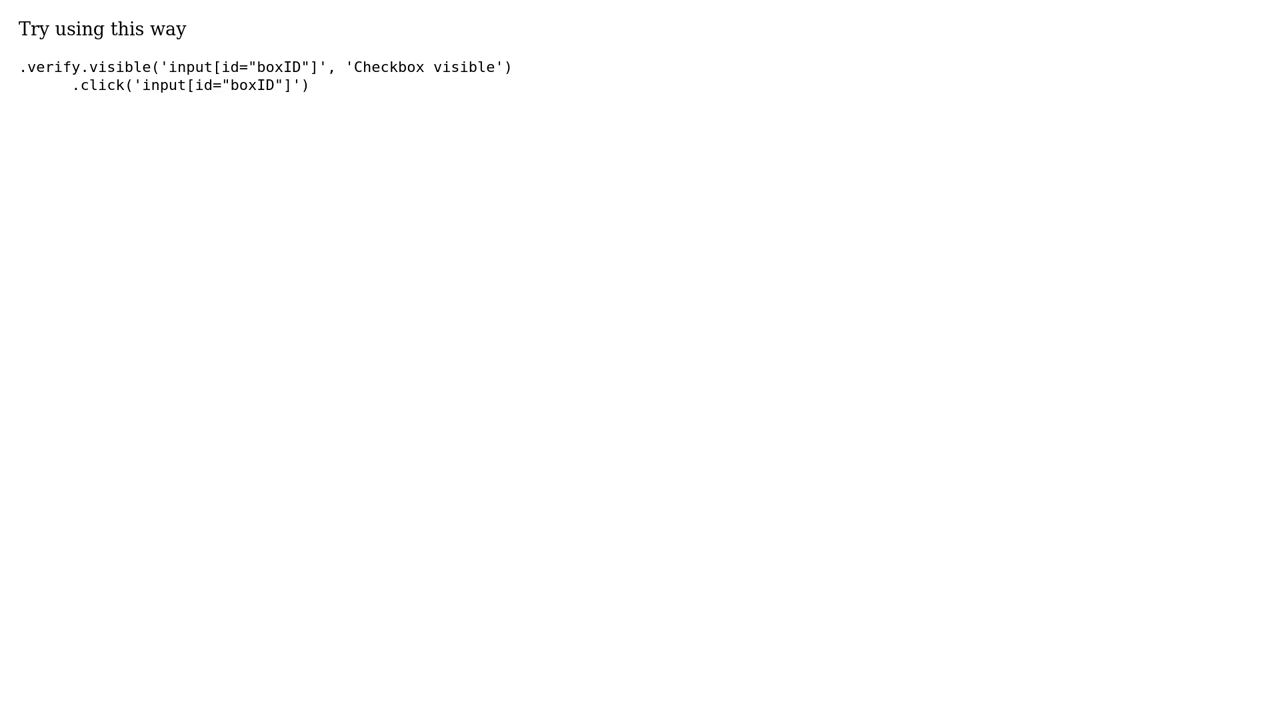 Try using this way
.verify.visible('input[id="boxID"]', 'Checkbox visible')
      .click('input[id="boxID"]')